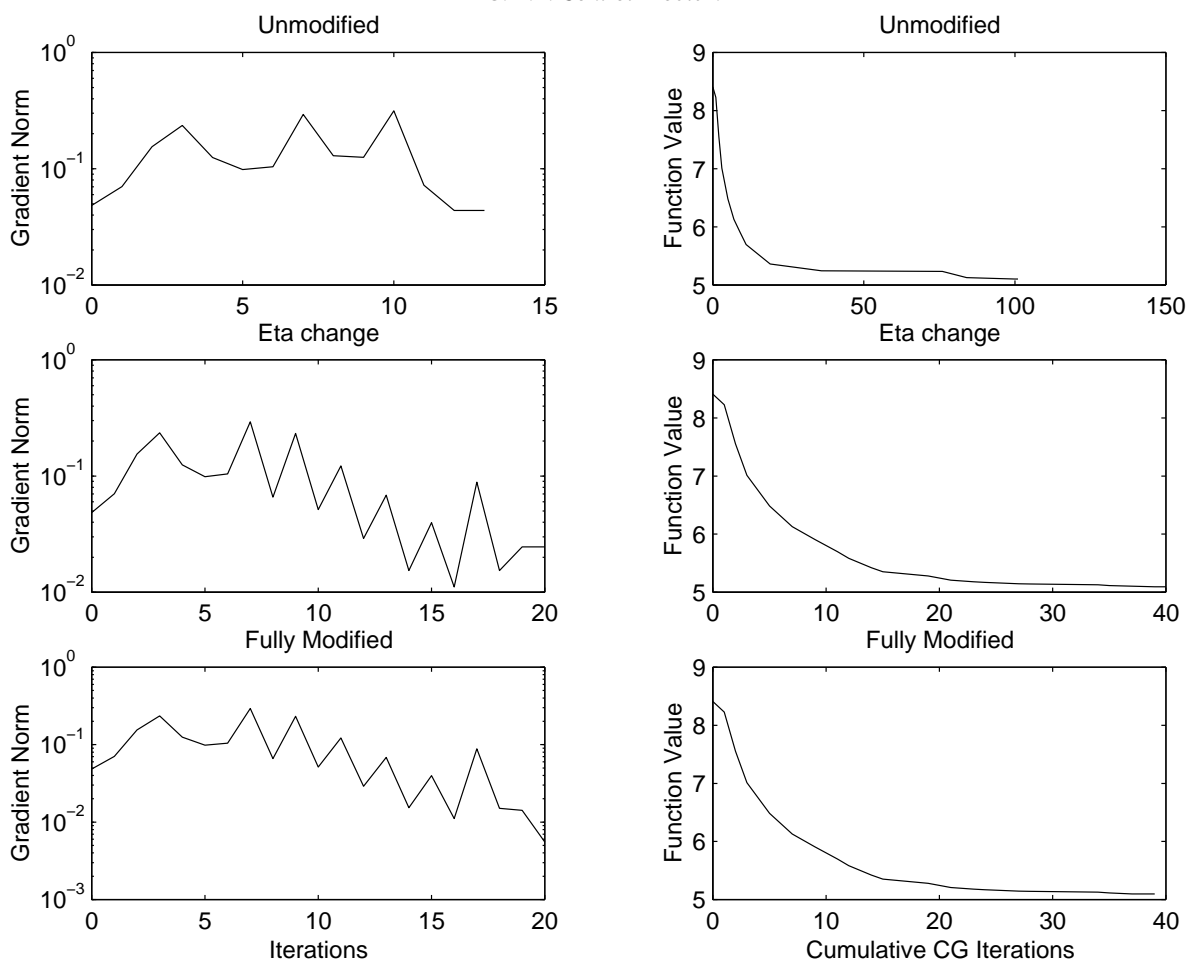 Unmodified
10^0
10^−1
10^−2
Gradient Norm
0 5 10 15
Unmodified
9
8
7
6
5
Function Value
0 50 100 150
Eta change
10^0
10^−1
10^−2
Gradient Norm
0 5 10 15 20
Eta change
9
8
7
6
5
Function Value
0 10 20 30 40
Fully Modified
10^0
10^−1
10^−2
10^−3
Gradient Norm
0 5 10 15 20
Iterations
Fully Modified
9
8
7
6
5
Function Value
0 10 20 30 40
Cumulative CG Iterations